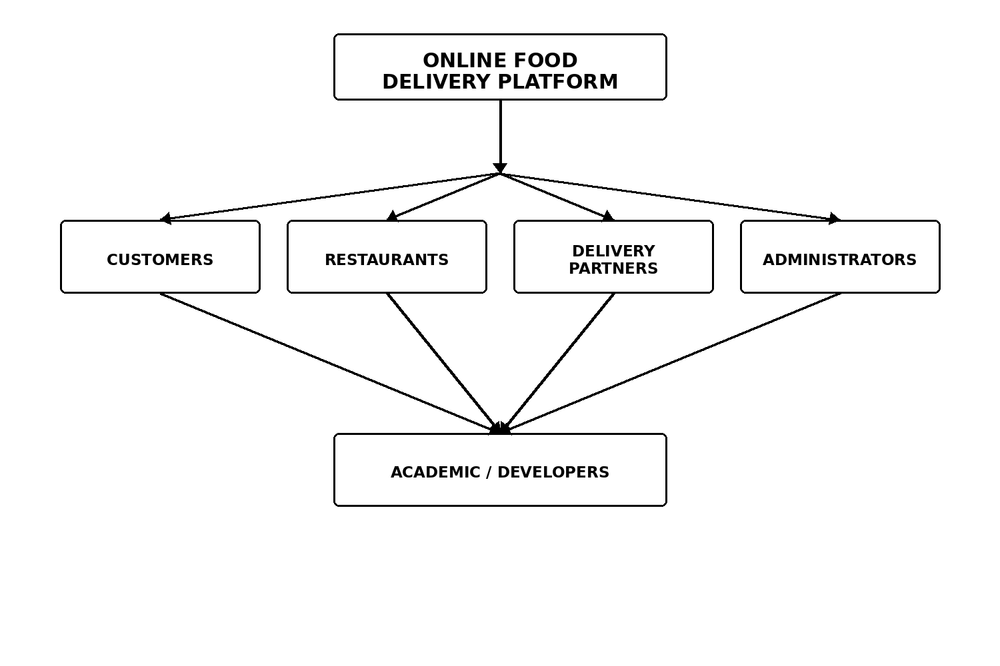 ONLINE FOOD
DELIVERY PLATFORM
CUSTOMERS
RESTAURANTS
DELIVERY
PARTNERS
ADMINISTRATORS
ACADEMIC / DEVELOPERS